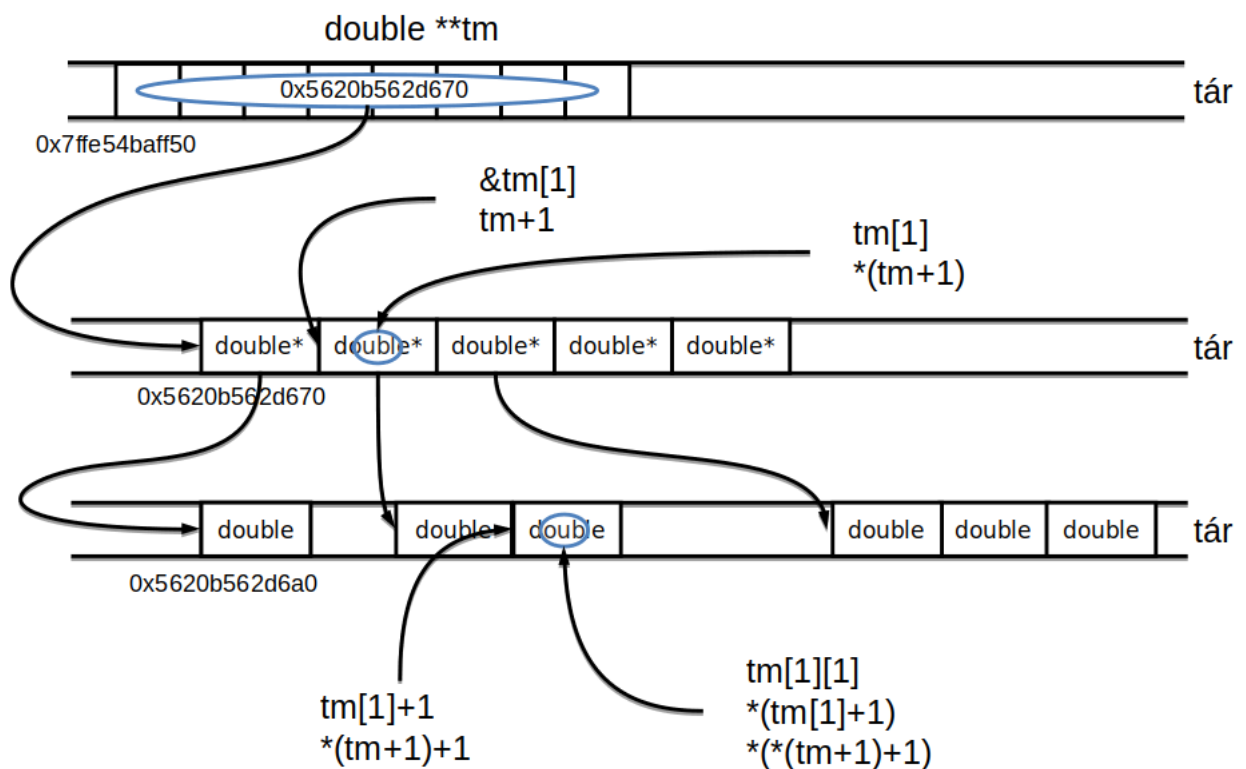 double **tm
0x5620b562d670
tár
0x7ffe54baff50
&tm[1]
tm+1
tm[1]
*(tm+1)
double* double* double* double* double*
tár
0x5620b562d670
double double double double double double
tár
0x5620b562d6a0
tm[1]+1
*(tm+1)+1
tm[1][1]
*(tm[1]+1)
*(*(tm+1)+1)